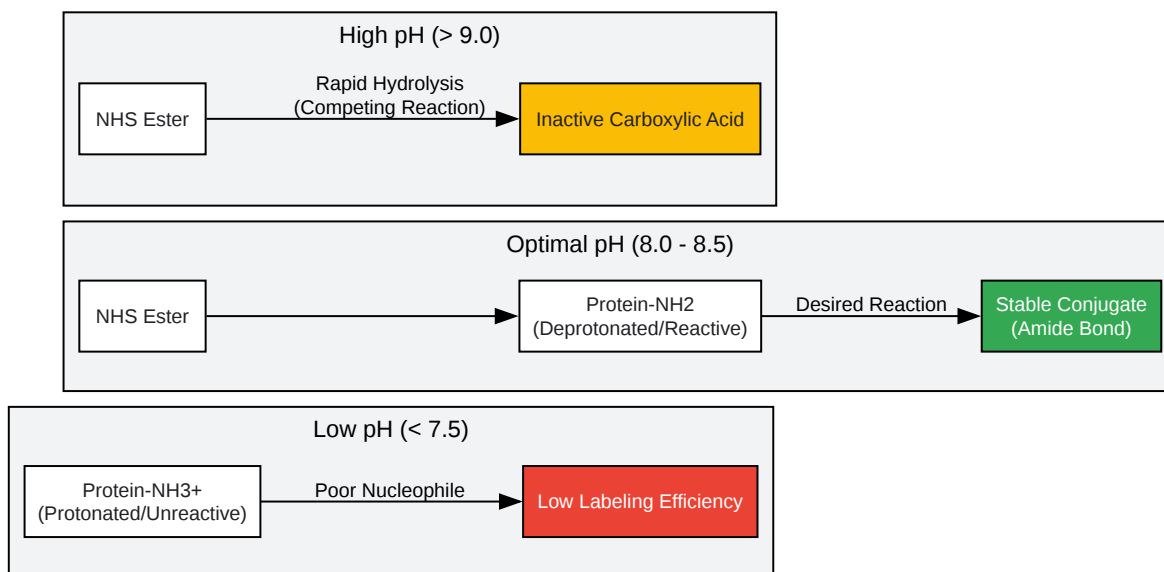 High pH (> 9.0)
NHS Ester
Rapid Hydrolysis
(Competing Reaction)
Inactive Carboxylic Acid
Optimal pH (8.0 - 8.5)
NHS Ester
Protein-NH2
(Deprotonated/Reactive)
Desired Reaction
Stable Conjugate
(Amide Bond)
Low pH (< 7.5)
Protein-NH3+
(Protonated/Unreactive)
Poor Nucleophile
Low Labeling Efficiency